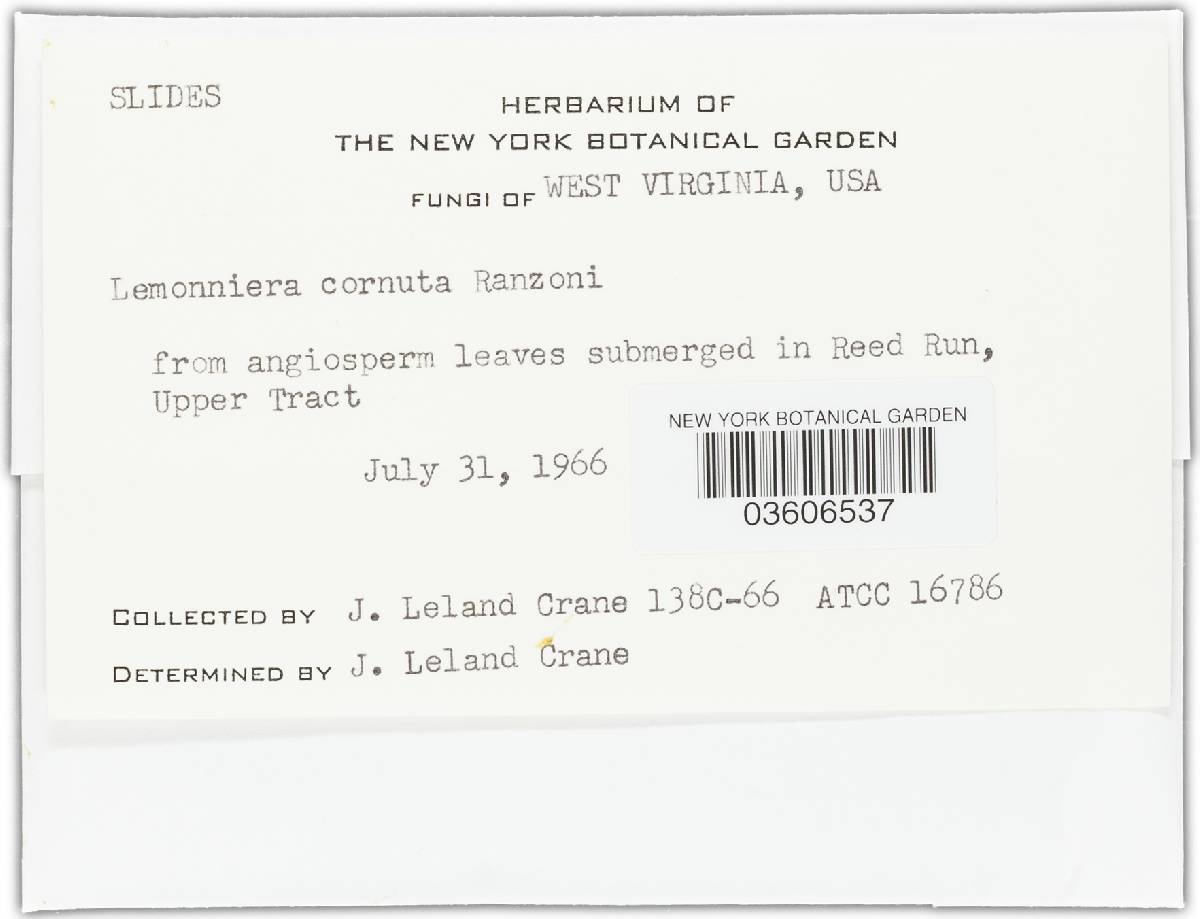 SLIDES
HERBARIUM OF
THE NEW YORK BOTANICAL GARDEN
FUNGI OF WEST VIRGINIA, USA
Lemonniera cornuta Ranzoni
from angiosperm leaves submerged in Reed Run,
Upper Tract
July 31, 1966
NEW YORK BOTANICAL GARDEN
03606537
COLLECTED BY J. Leland Crane 138C-66 ATCC 16786
DETERMINED BY J. Leland Crane